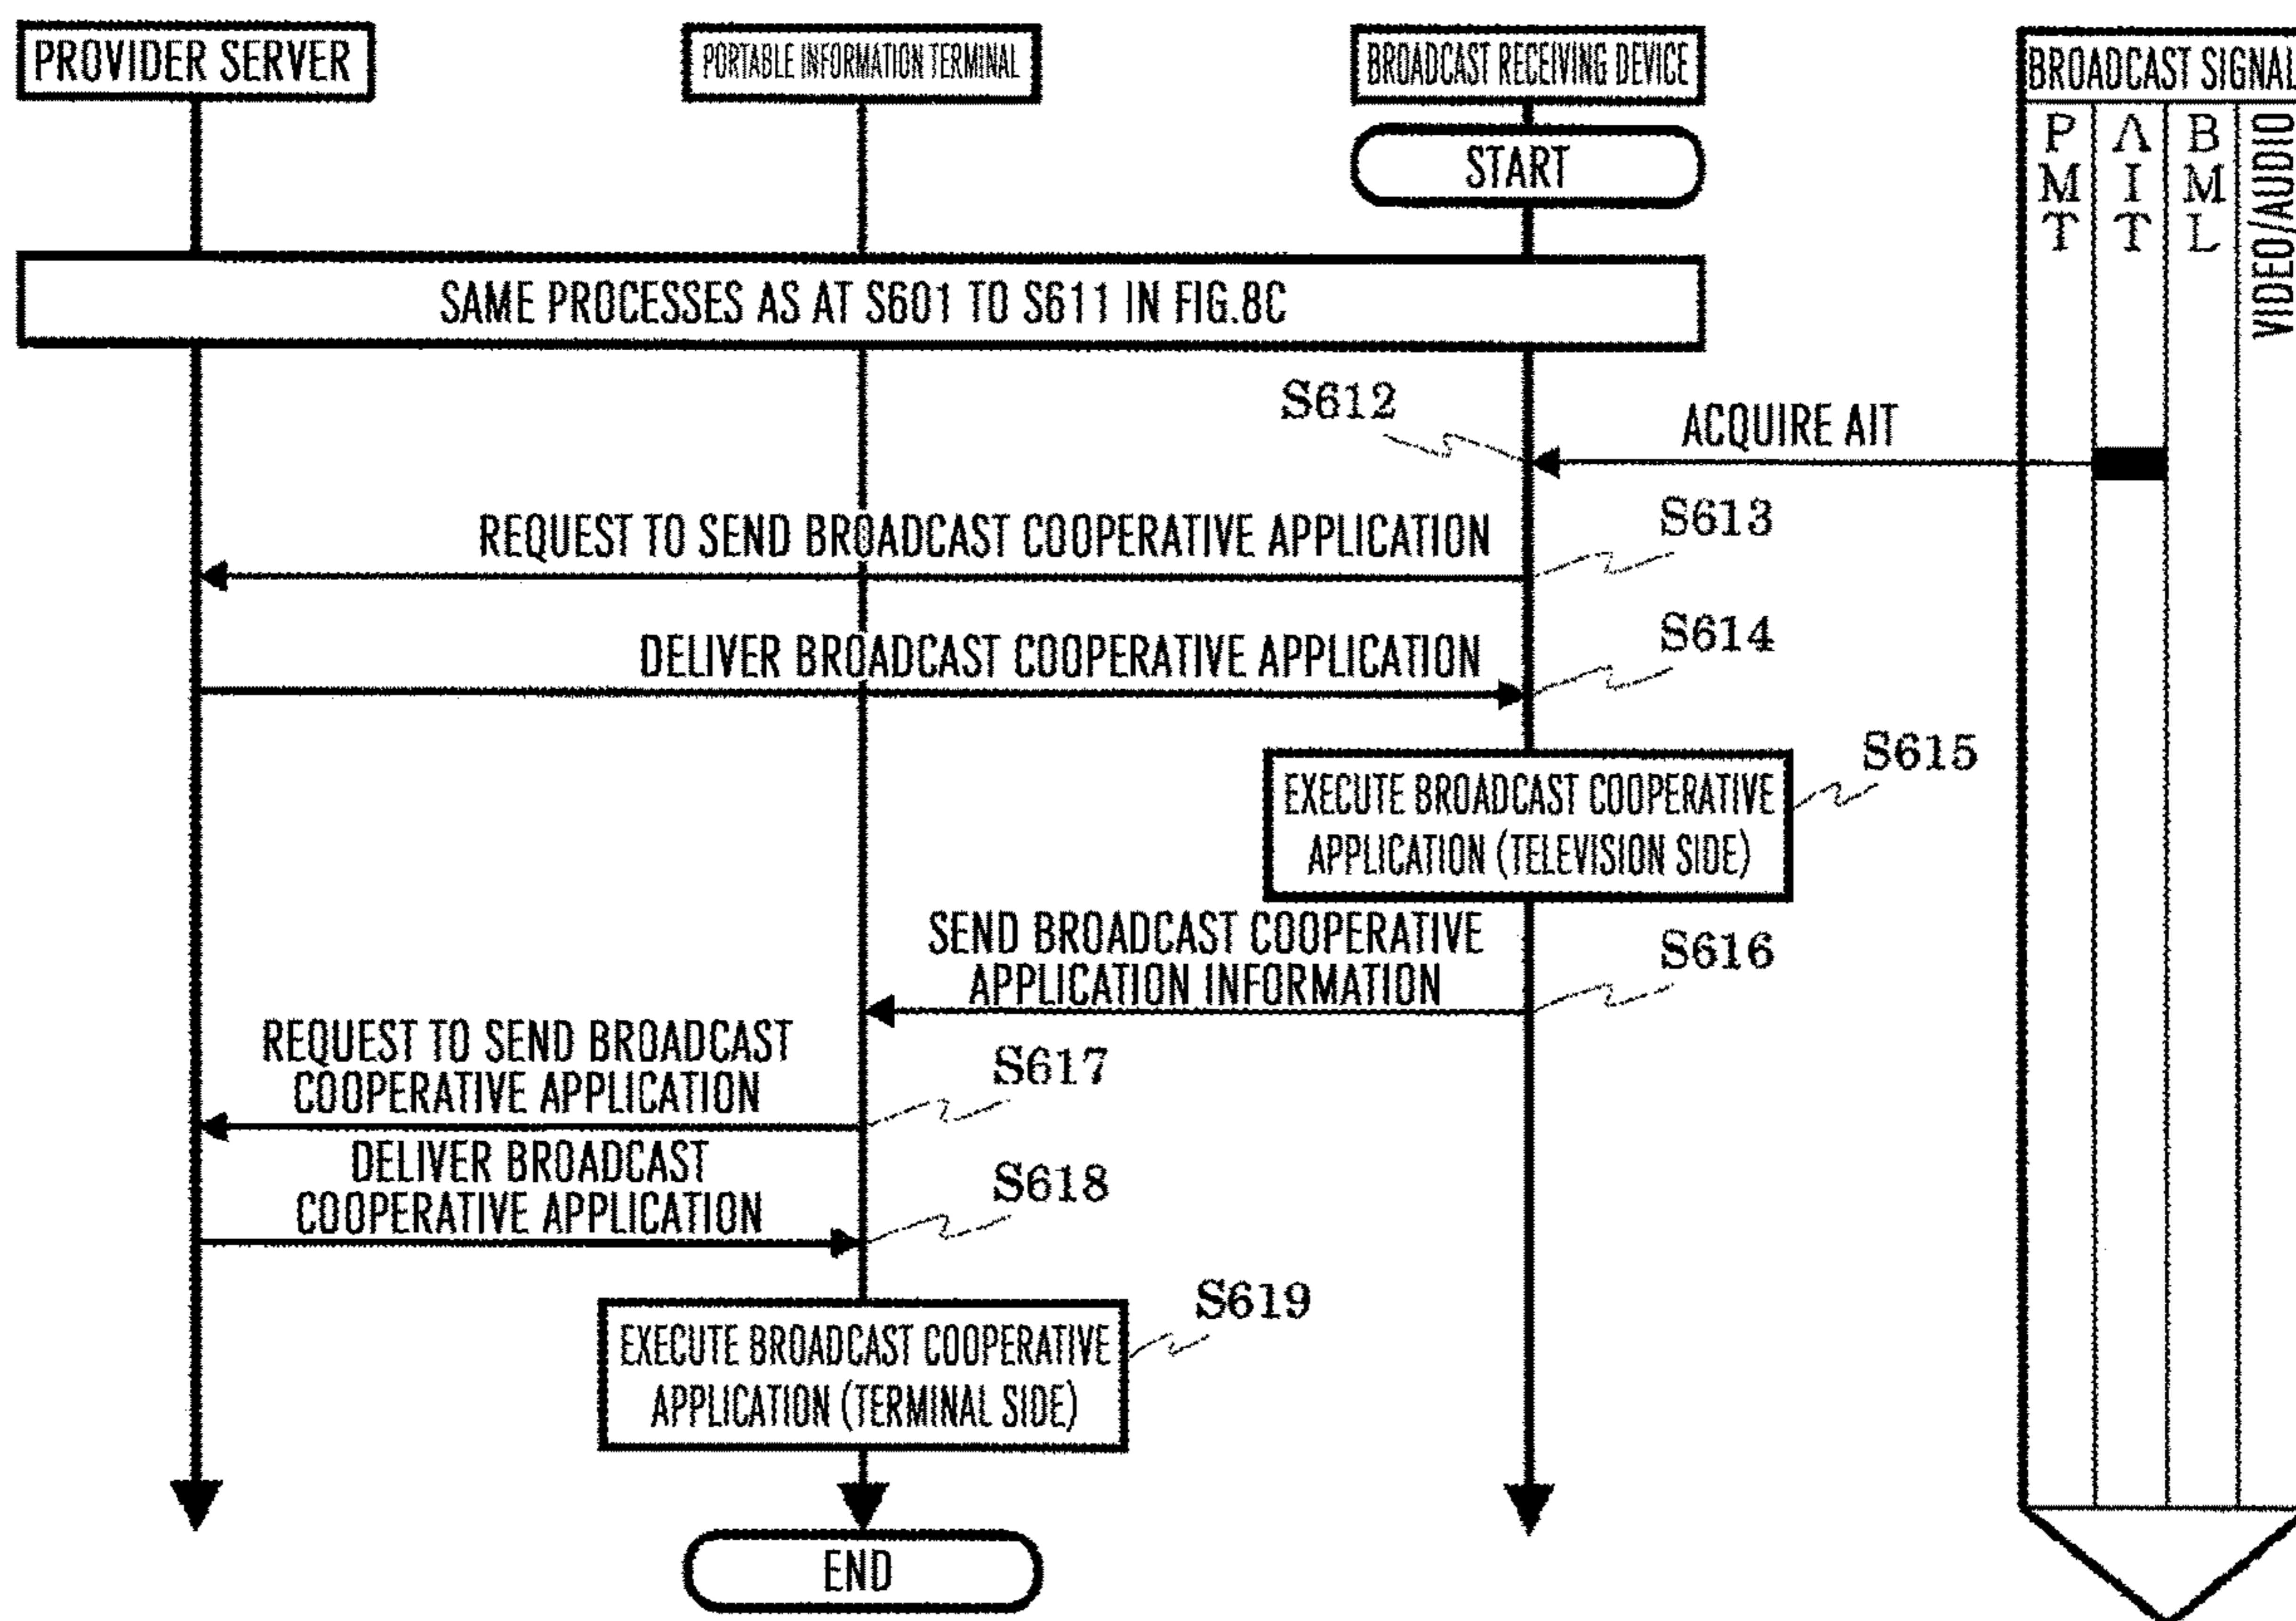 PROVIDER SERVER
PORTABLE INFORMATION TERMINAL
BROADCAST RECEIVING DEVICE
BROADCAST SIGNAL
START
PMT
AIT
BML
VIDEO/AUDIO
SAME PROCESSES AS AT S601 TO S611 IN FIG.8C
S612
ACQUIRE AIT
REQUEST TO SEND BROADCAST COOPERATIVE APPLICATION
S613
DELIVER BROADCAST COOPERATIVE APPLICATION
S614
EXECUTE BROADCAST COOPERATIVE
APPLICATION (TELEVISION SIDE)
S615
SEND BROADCAST COOPERATIVE
APPLICATION INFORMATION
S616
REQUEST TO SEND BROADCAST
COOPERATIVE APPLICATION
S617
DELIVER BROADCAST
COOPERATIVE APPLICATION
S618
EXECUTE BROADCAST COOPERATIVE
APPLICATION (TERMINAL SIDE)
S619
END